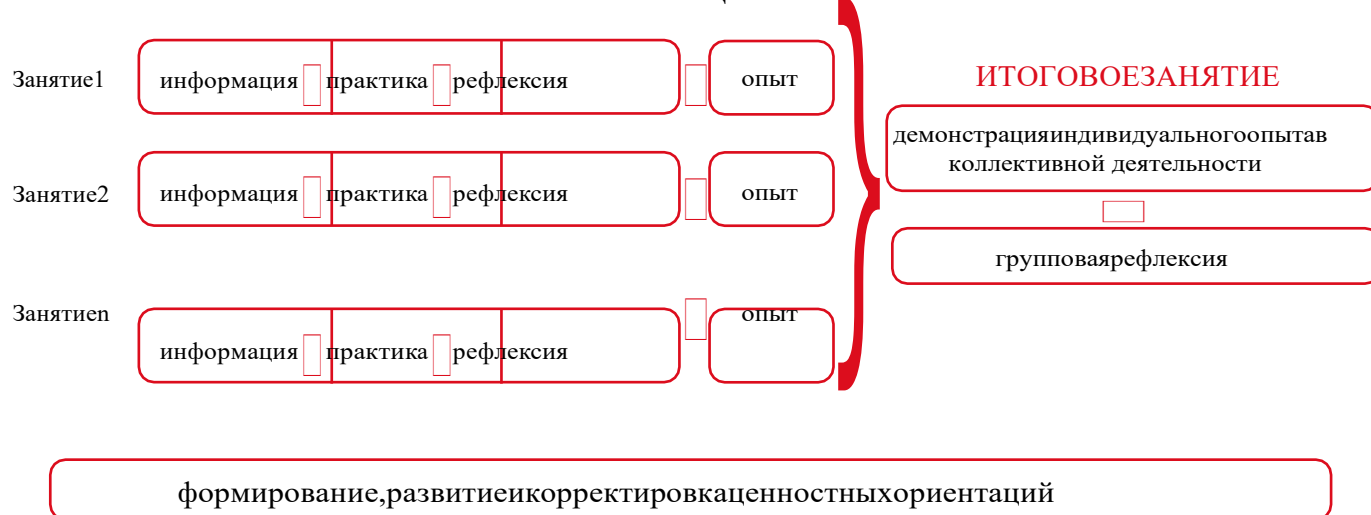 Занятие1
информация практика рефлексия
опыт
Занятие2
информация практика рефлексия
опыт
Занятиеn
опыт
информация практика рефлексия
ИТОГОВОЕЗАНЯТИЕ
демонстрацияиндивидуальногоопытав
коллективной деятельности
групповаярефлексия
формирование,развитиеикорректировкаценностныхориентаций